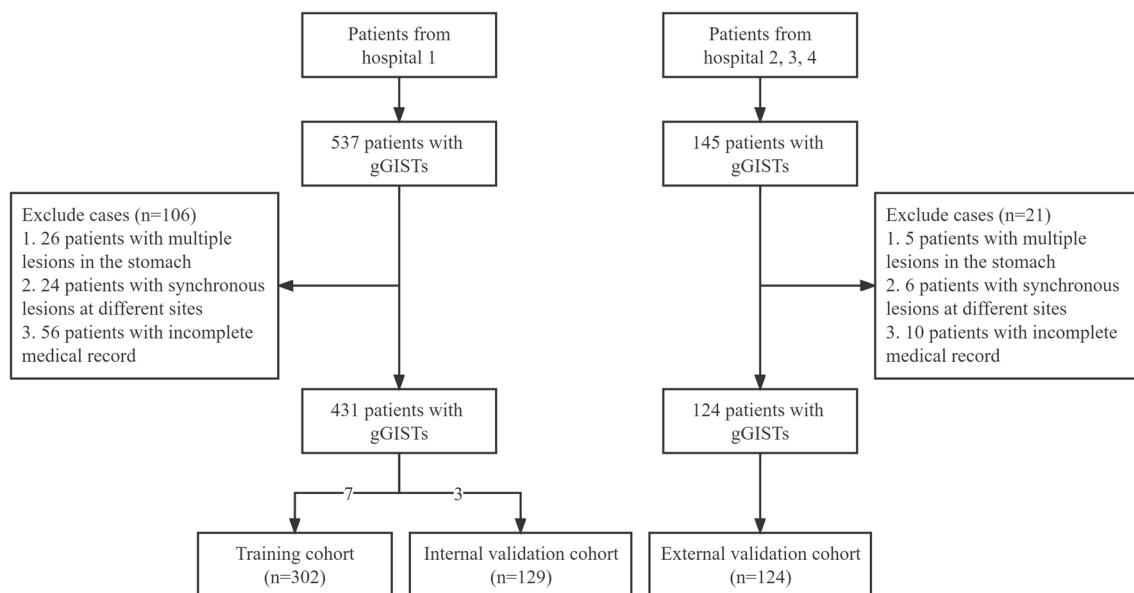 Patients from
hospital 1
Patients from
hospital 2, 3, 4
537 patients with
gGISTs
145 patients with
gGISTs
Exclude cases (n=106)
1. 26 patients with multiple
lesions in the stomach
2. 24 patients with synchronous
lesions at different sites
3. 56 patients with incomplete
medical record
Exclude cases (n=21)
1. 5 patients with multiple
lesions in the stomach
2. 6 patients with synchronous
lesions at different sites
3. 10 patients with incomplete
medical record
431 patients with
gGISTs
124 patients with
gGISTs
7
3
Training cohort
(n=302)
Internal validation cohort
(n=129)
External validation cohort
(n=124)